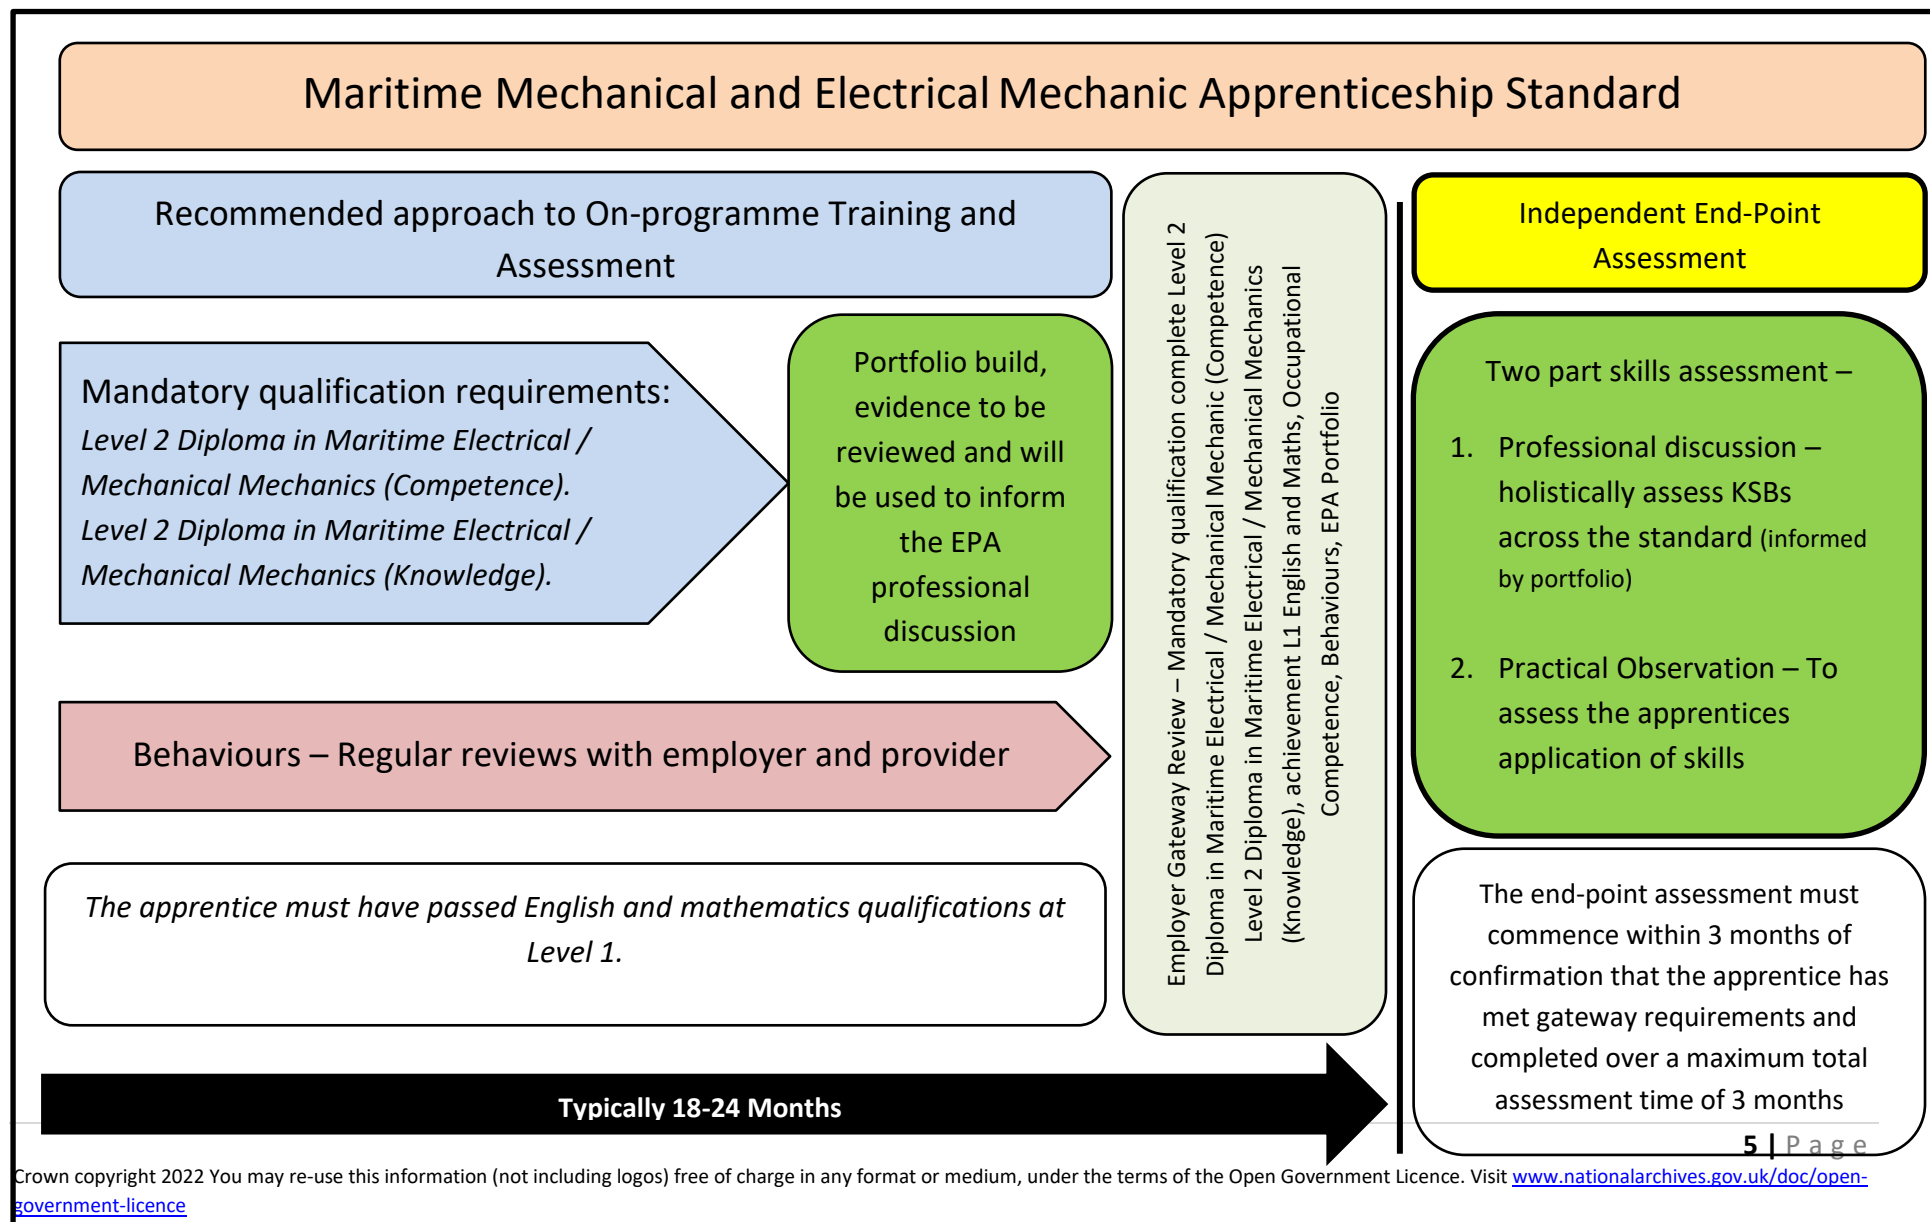 Maritime Mechanical and Electrical Mechanic Apprenticeship Standard
Recommended approach to On-programme Training and
Assessment
Mandatory qualification requirements:
Level 2 Diploma in Maritime Electrical /
Mechanical Mechanics (Competence).
Level 2 Diploma in Maritime Electrical /
Mechanical Mechanics (Knowledge).
Portfolio build,
evidence to be
reviewed and will
be used to inform
the EPA
professional
discussion
Behaviours – Regular reviews with employer and provider
The apprentice must have passed English and mathematics qualifications at
Level 1.
Typically 18-24 Months
Employer Gateway Review – Mandatory qualification complete Level 2
Diploma in Maritime Electrical / Mechanical Mechanic (Competence)
Level 2 Diploma in Maritime Electrical / Mechanical Mechanics
(Knowledge), achievement L1 English and Maths, Occupational
Competence, Behaviours, EPA Portfolio
Independent End-Point
Assessment
Two part skills assessment –
1. Professional discussion –
holistically assess KSBs
across the standard (informed
by portfolio)
2. Practical Observation – To
assess the apprentices
application of skills
The end-point assessment must
commence within 3 months of
confirmation that the apprentice has
met gateway requirements and
completed over a maximum total
assessment time of 3 months
5 | Page
Crown copyright 2022 You may re-use this information (not including logos) free of charge in any format or medium, under the terms of the Open Government Licence. Visit www.nationalarchives.gov.uk/doc/open-
government-licence